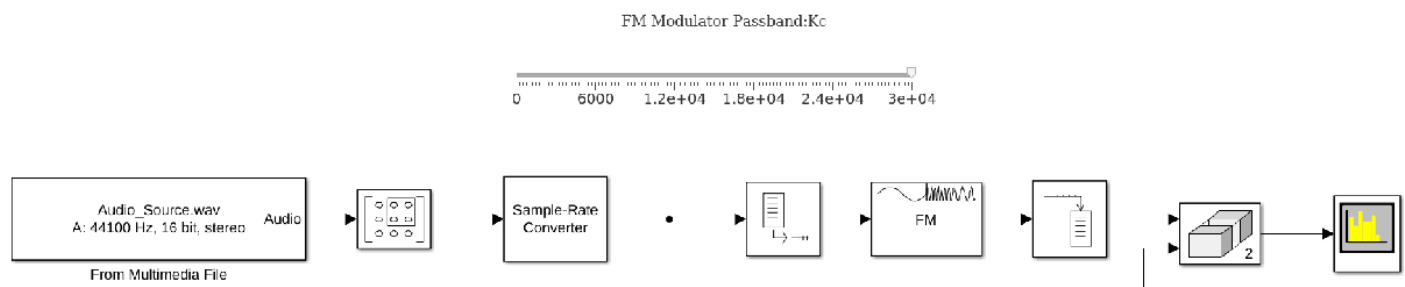 FM Modulator Passband:Kc
0 6000 1.2e+04 1.8e+04 2.4e+04 3e+04
Audio_Source.wav
A: 44100 Hz, 16 bit, stereo
Audio
From Multimedia File
Sample-Rate
Converter
FM
2